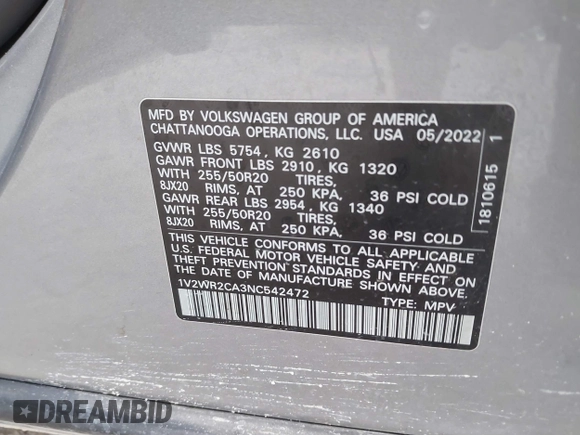 MFD BY VOLKSWAGEN GROUP OF AMERICA
CHATTANOOGA OPERATIONS, LLC. USA 05/2022
GVWR LBS 5754, KG 2610
GAWR FRONT LBS 2910, KG 1320
WITH 255/50R20 TIRES,
8JX20 RIMS, AT 250 KPA, 36 PSI COLD
GAWR REAR LBS 2954, KG 1340
WITH 255/50R20 TIRES,
8JX20 RIMS, AT 250 KPA, 36 PSI COLD
THIS VEHICLE CONFORMS TO ALL APPLICABLE
U.S. FEDERAL MOTOR VEHICLE SAFETY AND
THEFT PREVENTION STANDARDS IN EFFECT ON
THE DATE OF MANUFACTURE SHOWN ABOVE.
1V2WR2CA3NC542472 TYPE: MPV
1810615 1
DREAMBID